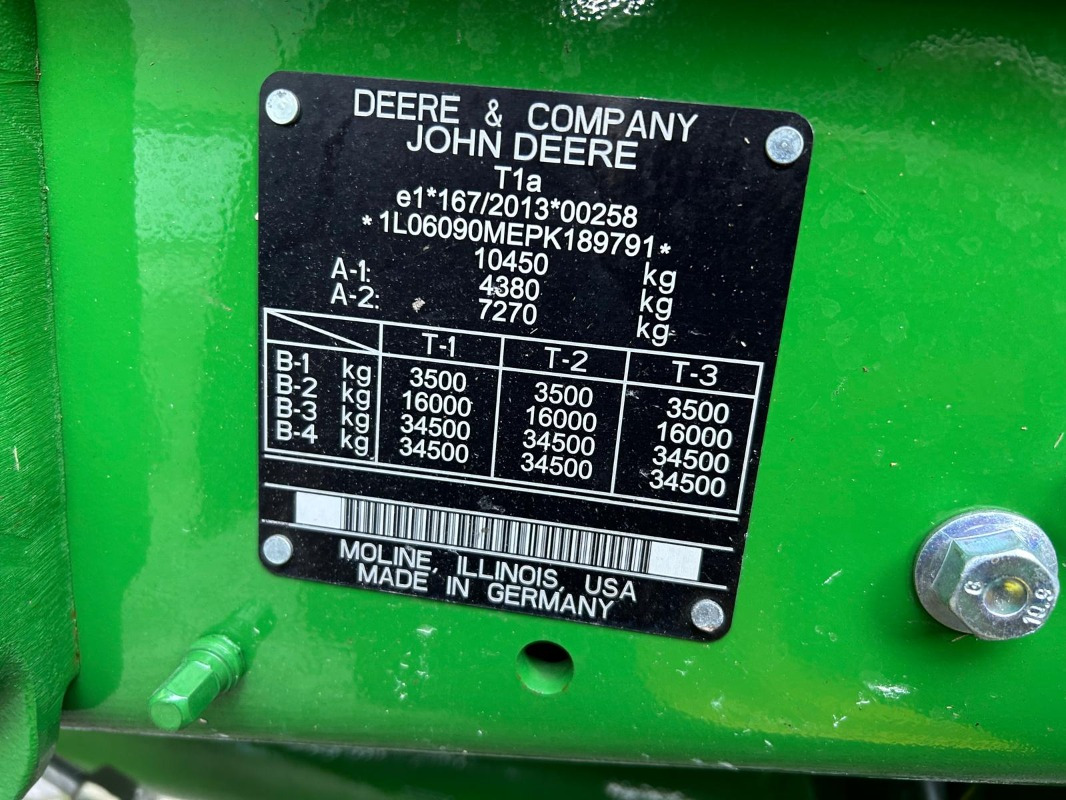 DEERE & COMPANY
JOHN DEERE
T1a
e1*167/2013*00258
*1L06090MEPK189791*
10450 kg
A-1: 4380 kg
A-2: 7270 kg
T-1 T-2 T-3
B-1 kg 3500 3500 3500
B-2 kg 16000 16000 16000
B-3 kg 34500 34500 34500
B-4 kg 34500 34500 34500
MOLINE, ILLINOIS, USA
MADE IN GERMANY
10.9